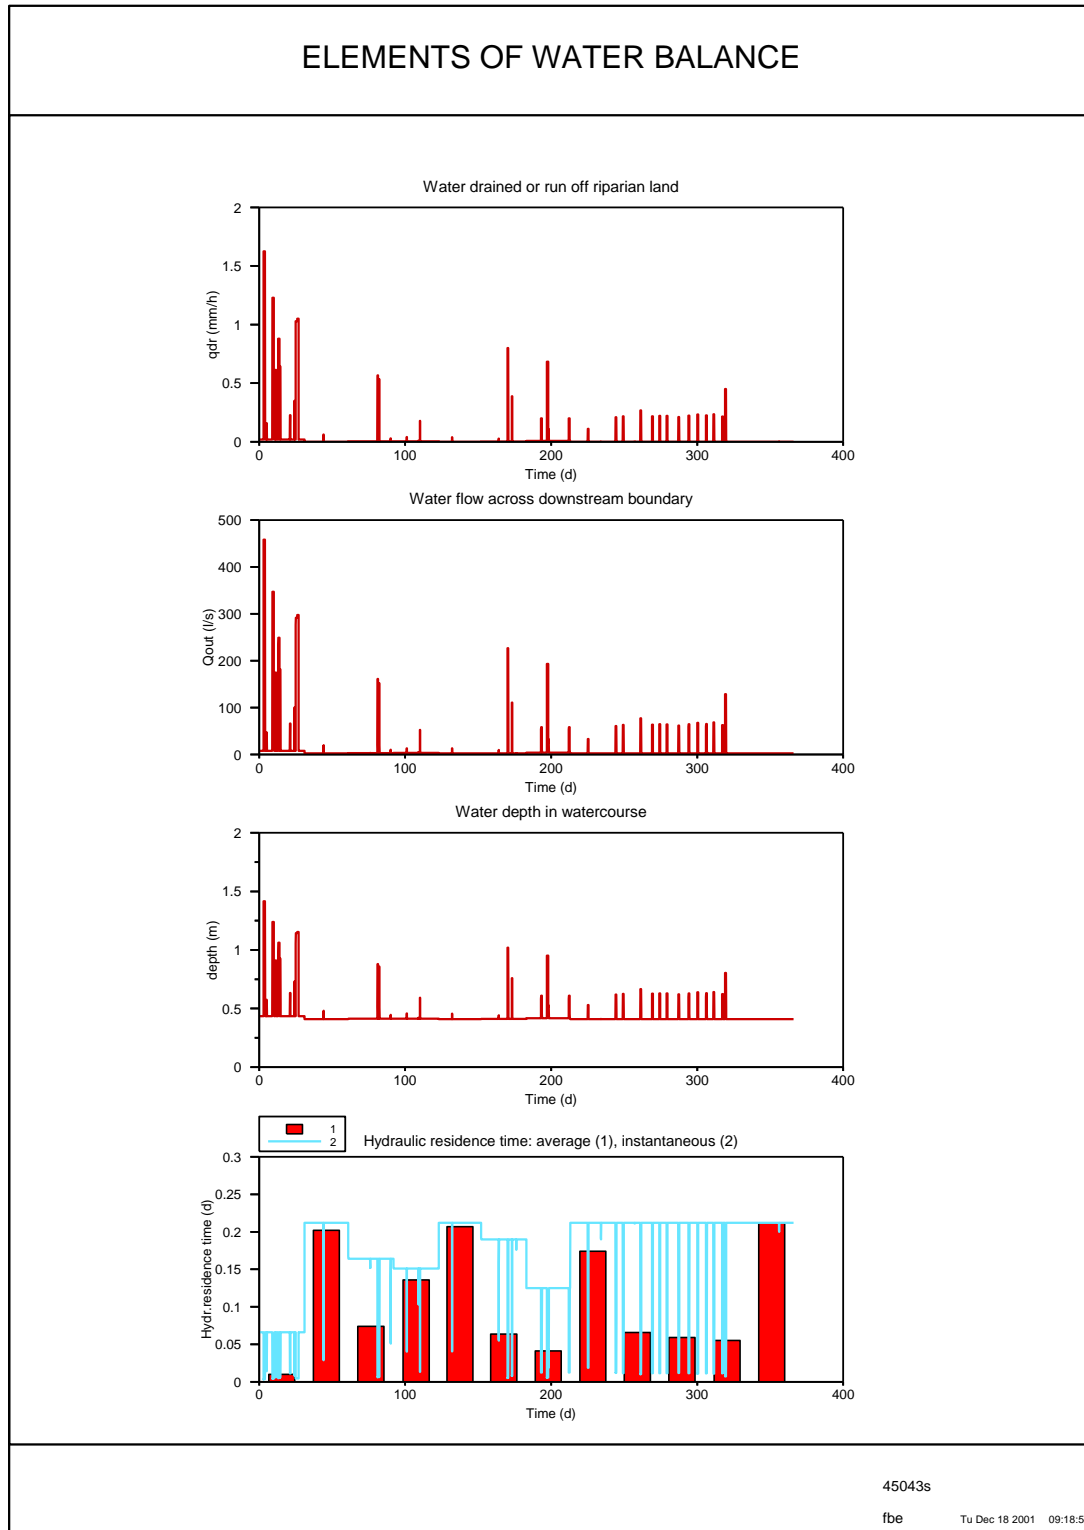 ELEMENTS OF WATER BALANCE
Water drained or run off riparian land
2
1.5
1
0.5
0
qdr (mm/h)
0 100 200 300 400
Time (d)
Water flow across downstream boundary
500
400
300
200
100
0
Qout (l/s)
0 100 200 300 400
Time (d)
Water depth in watercourse
2
1.5
1
0.5
0
depth (m)
0 100 200 300 400
Time (d)
1
2
Hydraulic residence time: average (1), instantaneous (2)
0.3
0.25
0.2
0.15
0.1
0.05
0
Hydr.residence time (d)
0 100 200 300 400
Time (d)
45043s
fbe Tu Dec 18 2001 09:18:5